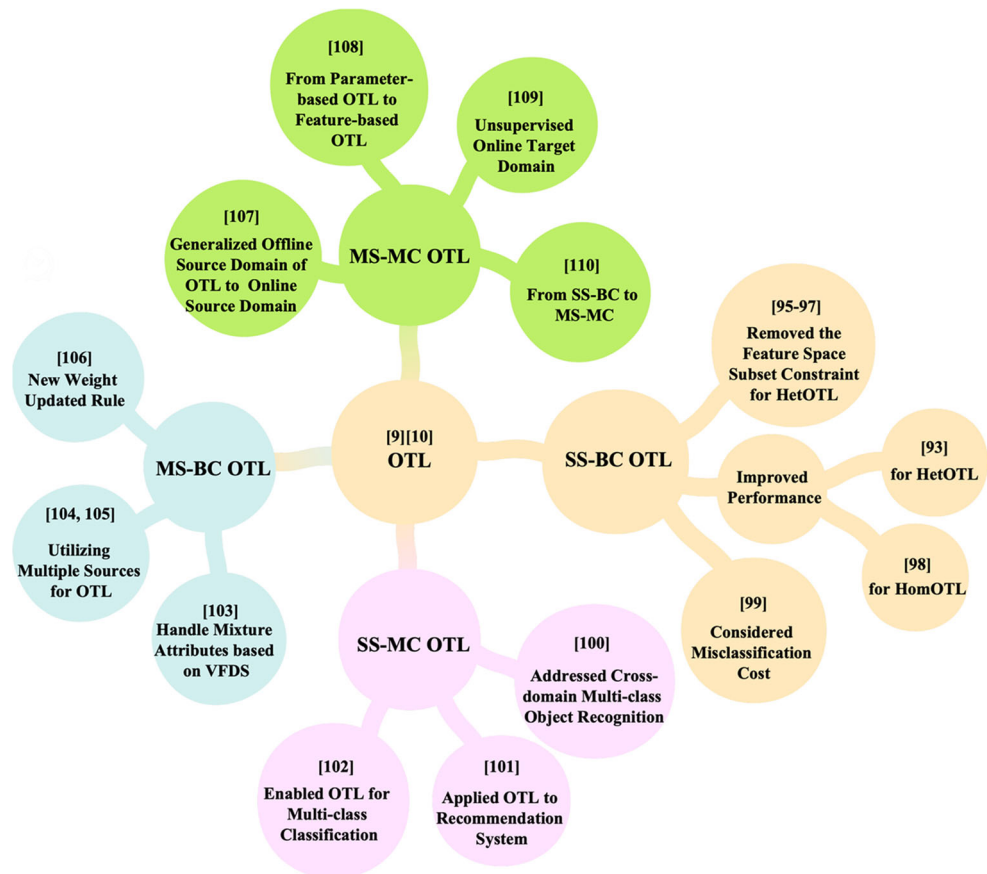 [108]
From Parameter-
based OTL to
Feature-based
OTL
[109]
Unsupervised
Online Target
Domain
[107]
Generalized Offline
Source Domain of
OTL to Online
Source Domain
MS-MC OTL
[110]
From SS-BC to
MS-MC
[95-97]
Removed the
Feature Space
Subset Constraint
for HetOTL
[106]
New Weight
Updated Rule
MS-BC OTL
[9][10]
OTL
SS-BC OTL
Improved
Performance
[93]
for HetOTL
[98]
for HomOTL
[104, 105]
Utilizing
Multiple Sources
for OTL
[103]
Handle Mixture
Attributes based
on VFDS
SS-MC OTL
[99]
Considered
Misclassification
Cost
[100]
Addressed Cross-
domain Multi-class
Object Recognition
[102]
Enabled OTL for
Multi-class
Classification
[101]
Applied OTL to
Recommendation
System